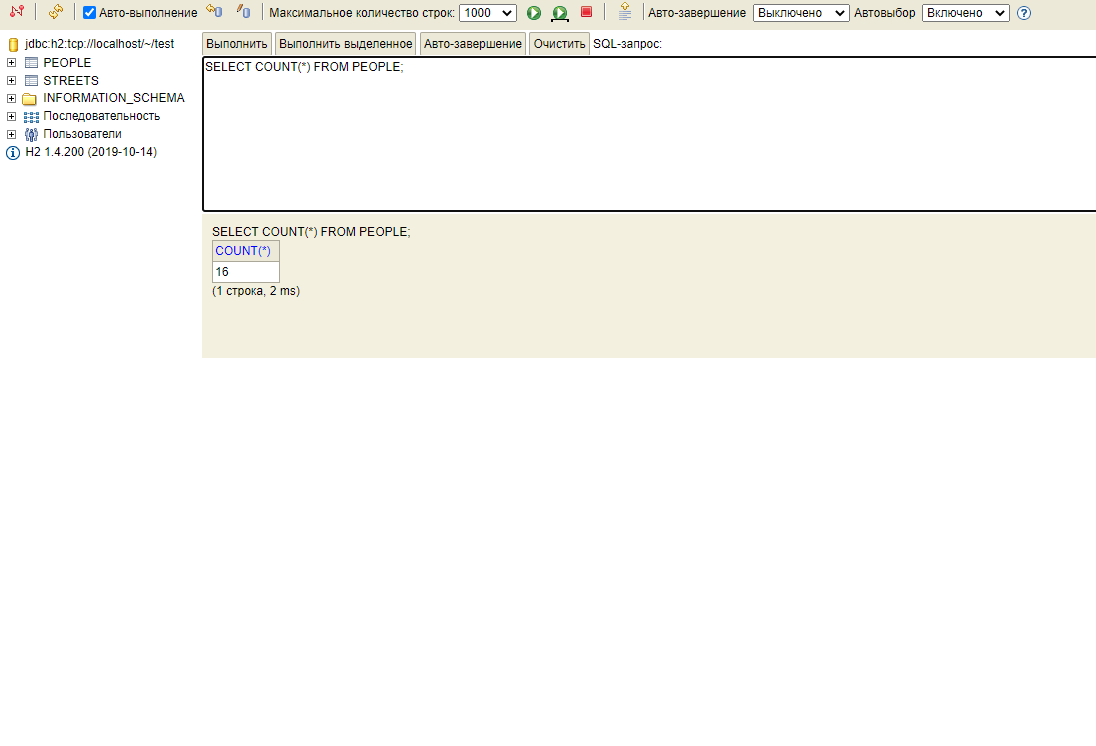 Авто-выполнение Максимальное количество строк: 1000 Авто-завершение Выключено Автовыбор Включено ?
jdbc:h2:tcp://localhost/~/test
PEOPLE
STREETS
INFORMATION_SCHEMA
Последовательность
Пользователи
H2 1.4.200 (2019-10-14)
Выполнить Выполнить выделенное Авто-завершение Очистить SQL-запрос:
SELECT COUNT(*) FROM PEOPLE;
SELECT COUNT(*) FROM PEOPLE;
COUNT(*)
16
(1 строка, 2 ms)